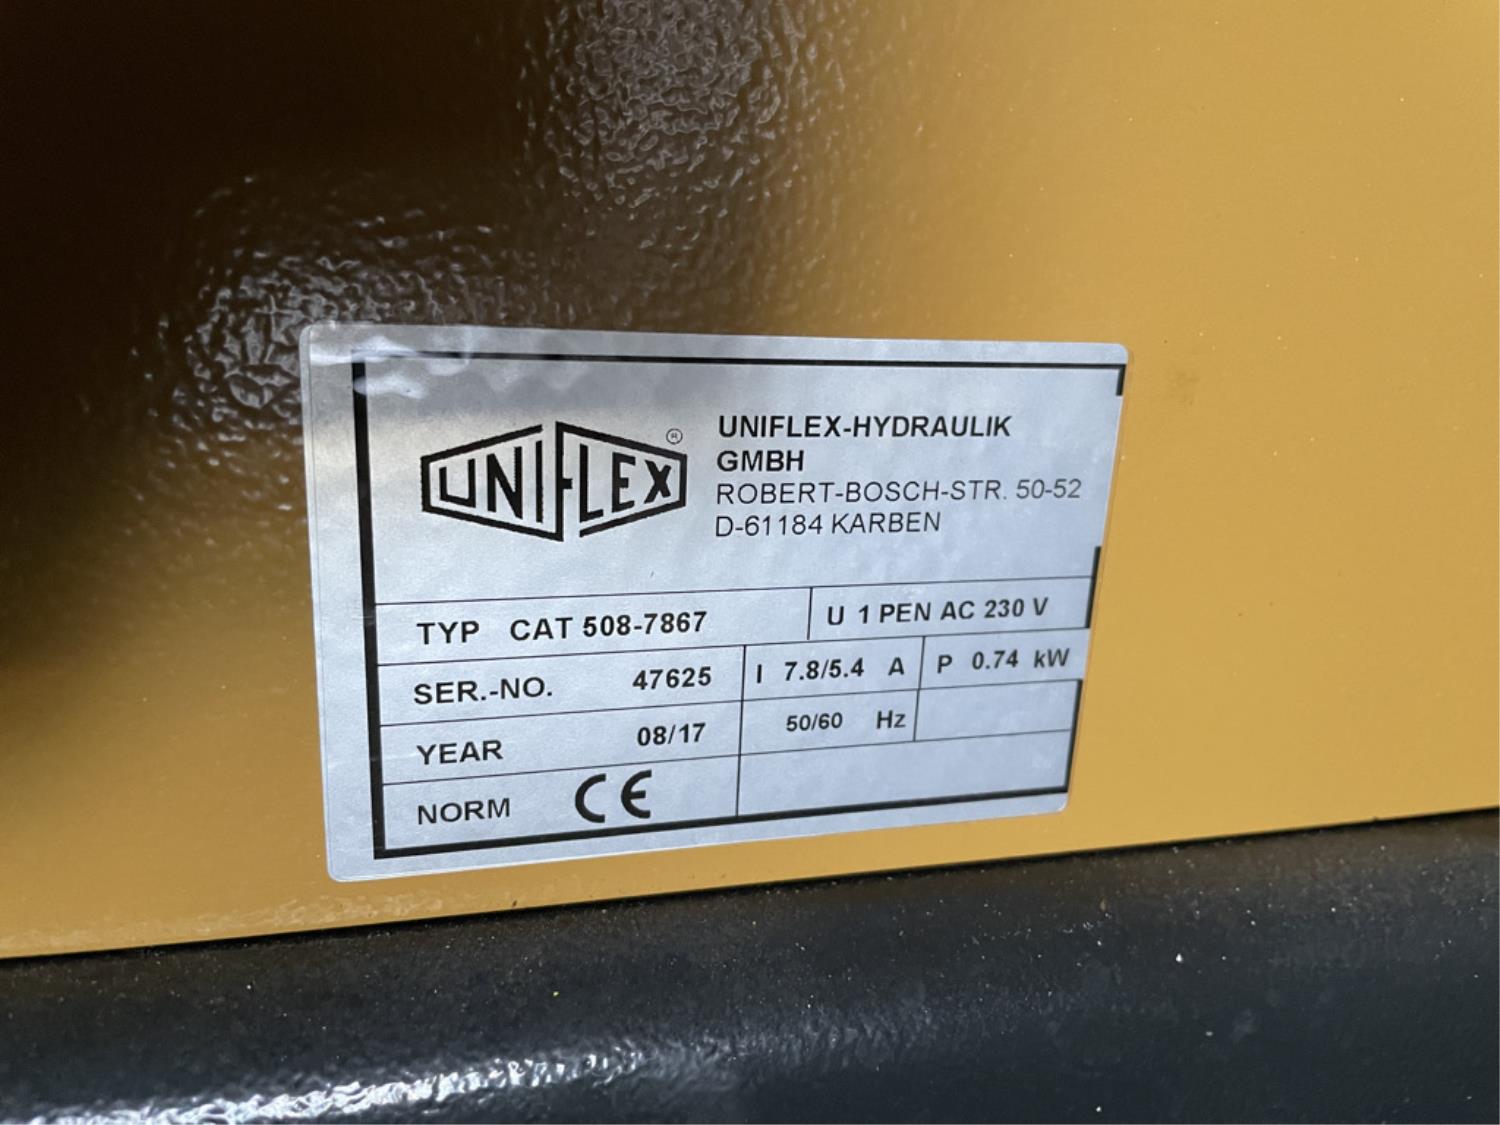 UNIFLEX ®
UNIFLEX-HYDRAULIK
GMBH
ROBERT-BOSCH-STR. 50-52
D-61184 KARBEN
TYP CAT 508-7867
U 1 PEN AC 230 V
SER.-NO. 47625
I 7.8/5.4 A
P 0.74 kW
YEAR 08/17
50/60 Hz
NORM CE